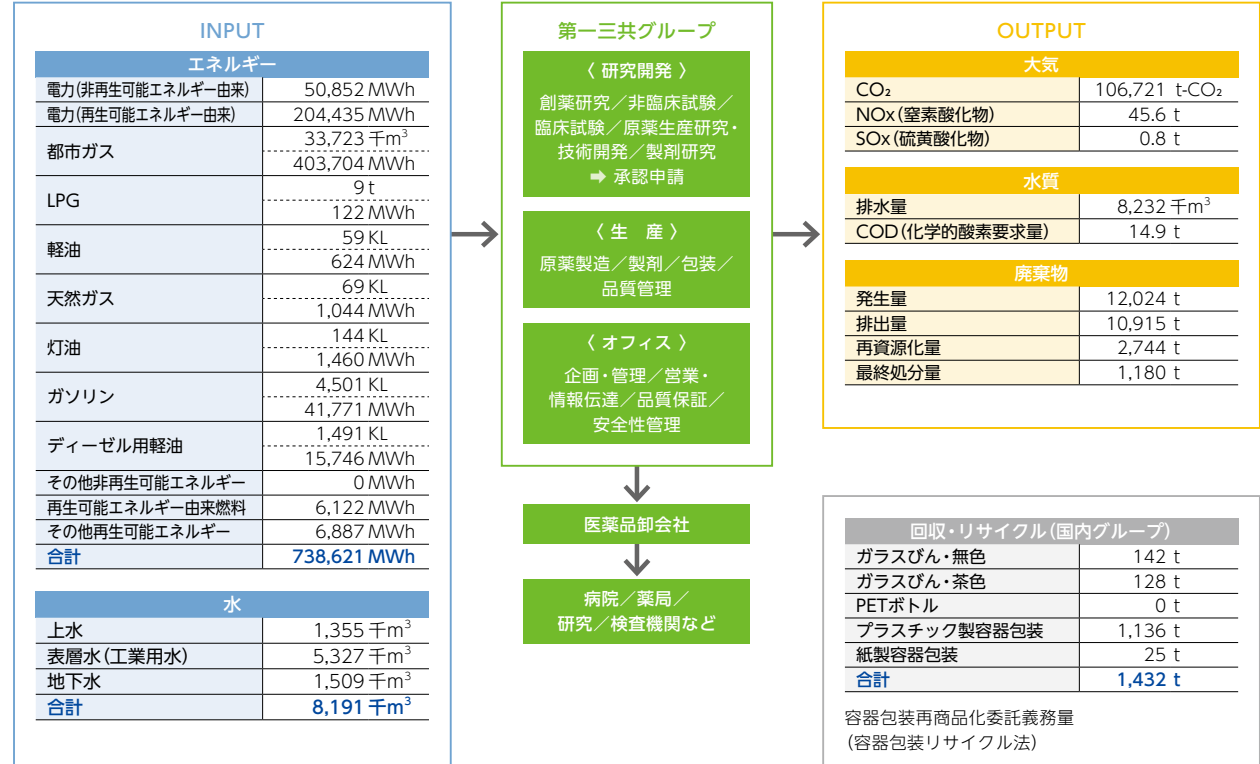 INPUT
エネルギー
電力(非再生可能エネルギー由来) 50,852 MWh
電力(再生可能エネルギー由来) 204,435 MWh
都市ガス 33,723 千m³
403,704 MWh
LPG 9 t
122 MWh
軽油 59 KL
624 MWh
天然ガス 69 KL
1,044 MWh
灯油 144 KL
1,460 MWh
ガソリン 4,501 KL
41,771 MWh
ディーゼル用軽油 1,491 KL
15,746 MWh
その他非再生可能エネルギー 0 MWh
再生可能エネルギー由来燃料 6,122 MWh
その他再生可能エネルギー 6,887 MWh
合計 738,621 MWh
水
上水 1,355 千m³
表層水(工業用水) 5,327 千m³
地下水 1,509 千m³
合計 8,191 千m³
第一三共グループ
〈 研究開発 〉
創薬研究／非臨床試験／
臨床試験／原薬生産研究・
技術開発／製剤研究
➡ 承認申請
〈 生　産 〉
原薬製造／製剤／包装／
品質管理
〈 オフィス 〉
企画・管理／営業・
情報伝達／品質保証／
安全性管理
医薬品卸会社
病院／薬局／
研究／検査機関など
OUTPUT
大気
CO₂ 106,721 t-CO₂
NOx(窒素酸化物) 45.6 t
SOx(硫黄酸化物) 0.8 t
水質
排水量 8,232 千m³
COD(化学的酸素要求量) 14.9 t
廃棄物
発生量 12,024 t
排出量 10,915 t
再資源化量 2,744 t
最終処分量 1,180 t
回収・リサイクル(国内グループ)
ガラスびん・無色 142 t
ガラスびん・茶色 128 t
PETボトル 0 t
プラスチック製容器包装 1,136 t
紙製容器包装 25 t
合計 1,432 t
容器包装再商品化委託義務量
(容器包装リサイクル法)